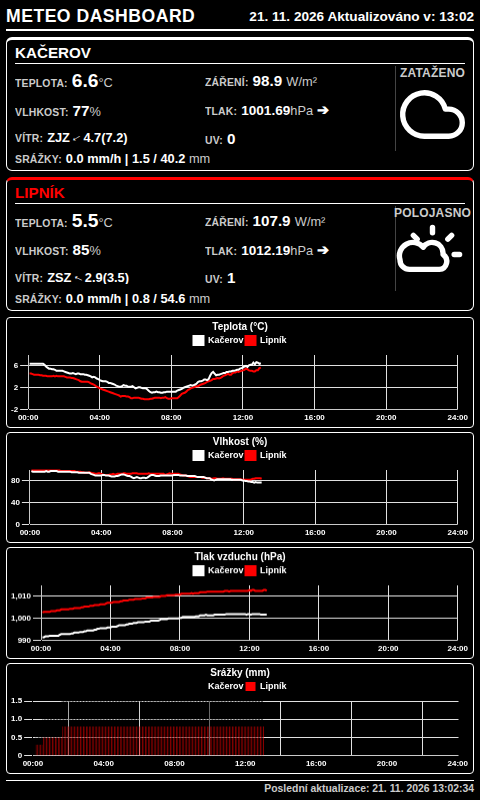 METEO DASHBOARD
21. 11. 2026 Aktualizováno v: 13:02
KAČEROV
ZATAŽENO
TEPLOTA: 6.6°C
ZÁŘENÍ: 98.9 W/m²
VLHKOST: 77%
TLAK: 1001.69hPa ➔
VÍTR: ZJZ ← 4.7(7.2)
UV: 0
SRÁŽKY: 0.0 mm/h | 1.5 / 40.2 mm
LIPNÍK
POLOJASNO
TEPLOTA: 5.5°C
ZÁŘENÍ: 107.9 W/m²
VLHKOST: 85%
TLAK: 1012.19hPa ➔
VÍTR: ZSZ ← 2.9(3.5)
UV: 1
SRÁŽKY: 0.0 mm/h | 0.8 / 54.6 mm
Teplota (°C)
Kačerov Lipník
6
2
-2
00:00 04:00 08:00 12:00 16:00 20:00 24:00
Vlhkost (%)
Kačerov Lipník
80
40
0
00:00 04:00 08:00 12:00 16:00 20:00 24:00
Tlak vzduchu (hPa)
Kačerov Lipník
1,010
1,000
990
00:00 04:00 08:00 12:00 16:00 20:00 24:00
Srážky (mm)
Kačerov Lipník
1.5
1.0
0.5
0
00:00 04:00 08:00 12:00 16:00 20:00 24:00
Poslední aktualizace: 21. 11. 2026 13:02:34